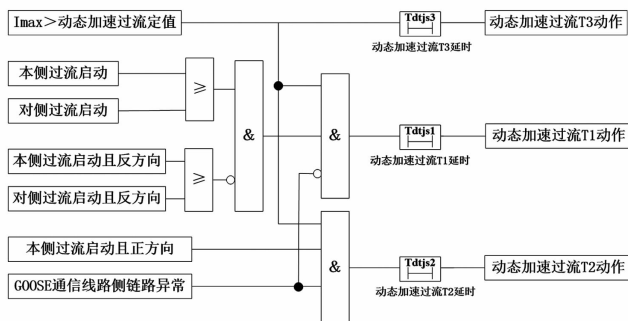 Imax＞动态加速过流定值
Tdtjs3
动态加速过流T3延时
动态加速过流T3动作
本侧过流启动
对侧过流启动
≥
&
本侧过流启动且反方向
对侧过流启动且反方向
≥
&
Tdtjs1
动态加速过流T1延时
动态加速过流T1动作
本侧过流启动且正方向
GOOSE通信线路侧链路异常
&
Tdtjs2
动态加速过流T2延时
动态加速过流T2动作